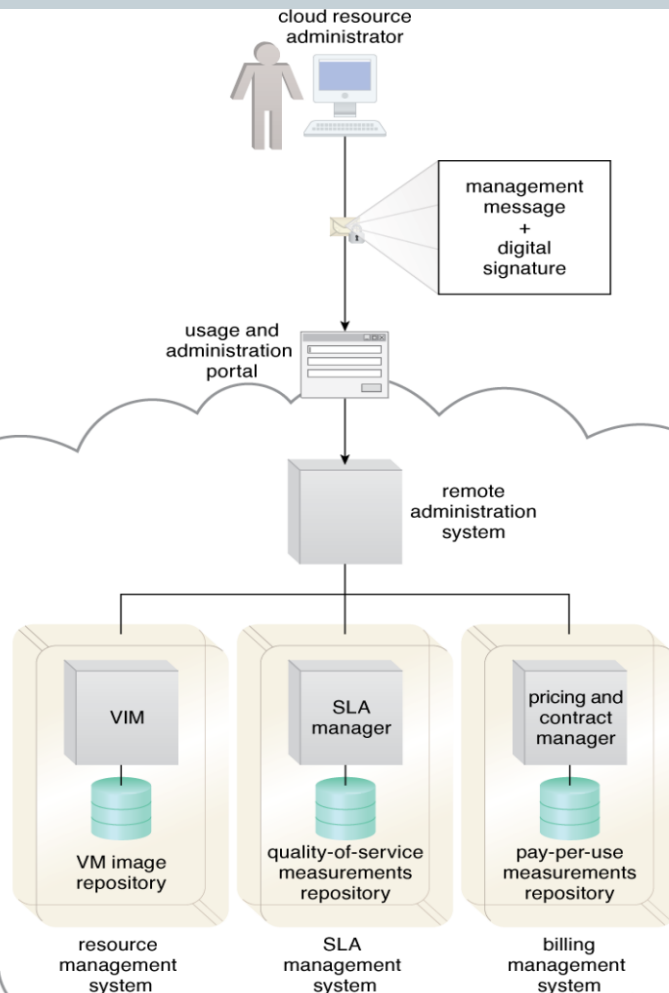 cloud resource
administrator
management
message
+
digital
signature
usage and
administration
portal
remote
administration
system
VIM
VM image
repository
resource
management
system
SLA
manager
quality-of-service
measurements
repository
SLA
management
system
pricing and
contract
manager
pay-per-use
measurements
repository
billing
management
system